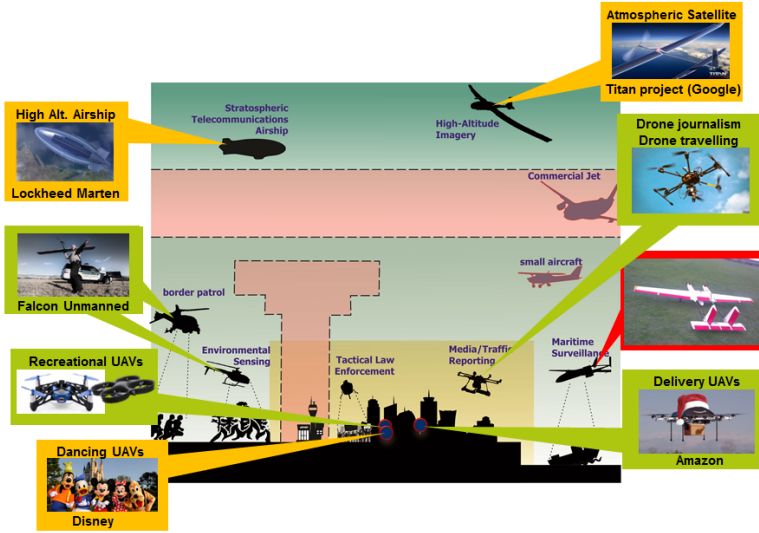 Atmospheric Satellite
TITAN
Titan project (Google)
High Alt. Airship
Lockheed Marten
Stratospheric
Telecommunications
Airship
High-Altitude
Imagery
Drone journalism
Drone travelling
Commercial Jet
small aircraft
Falcon Unmanned
border patrol
Environmental
Sensing
Tactical Law
Enforcement
Media/Traffic
Reporting
Maritime
Surveillance
Recreational UAVs
Delivery UAVs
Amazon
Dancing UAVs
Disney